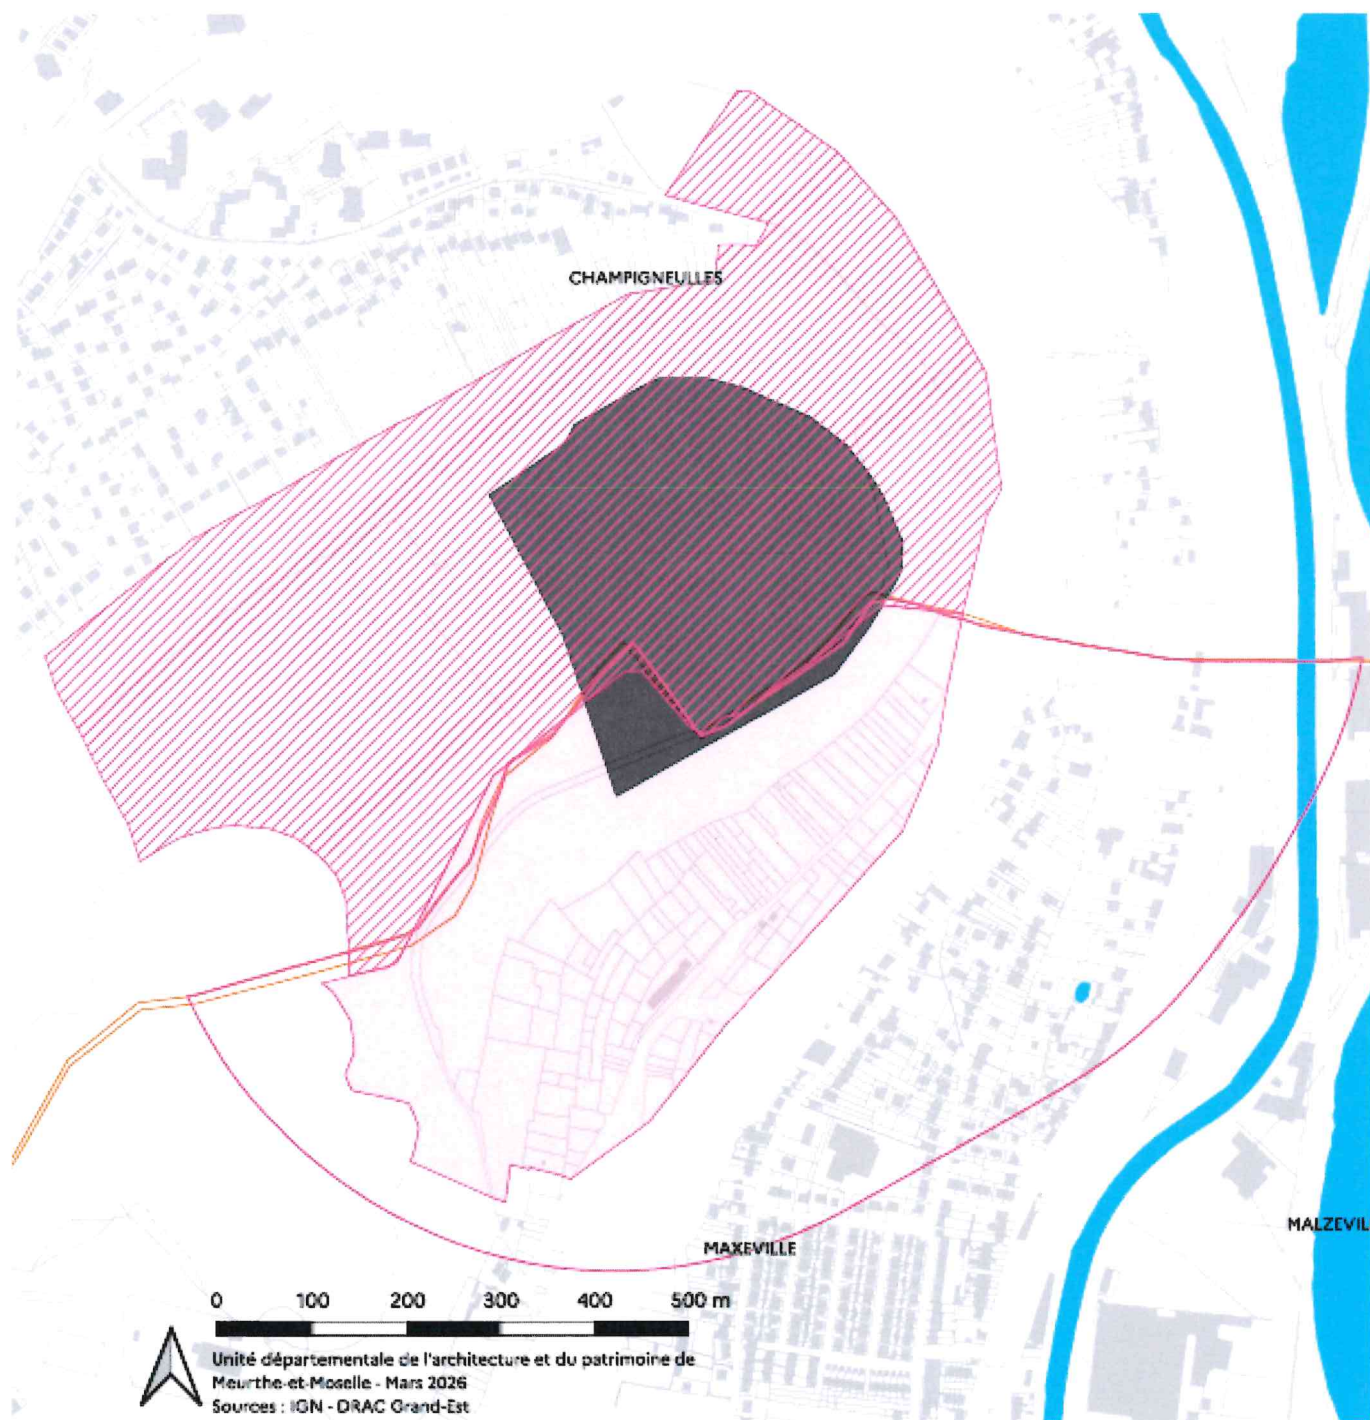 CHAMPIGNEULLES
MALZEVIL
MAXEVILLE
0 100 200 300 400 500 m
Unité départementale de l'architecture et du patrimoine de
Meurthe-et-Moselle - Mars 2026
Sources : IGN - DRAC Grand-Est